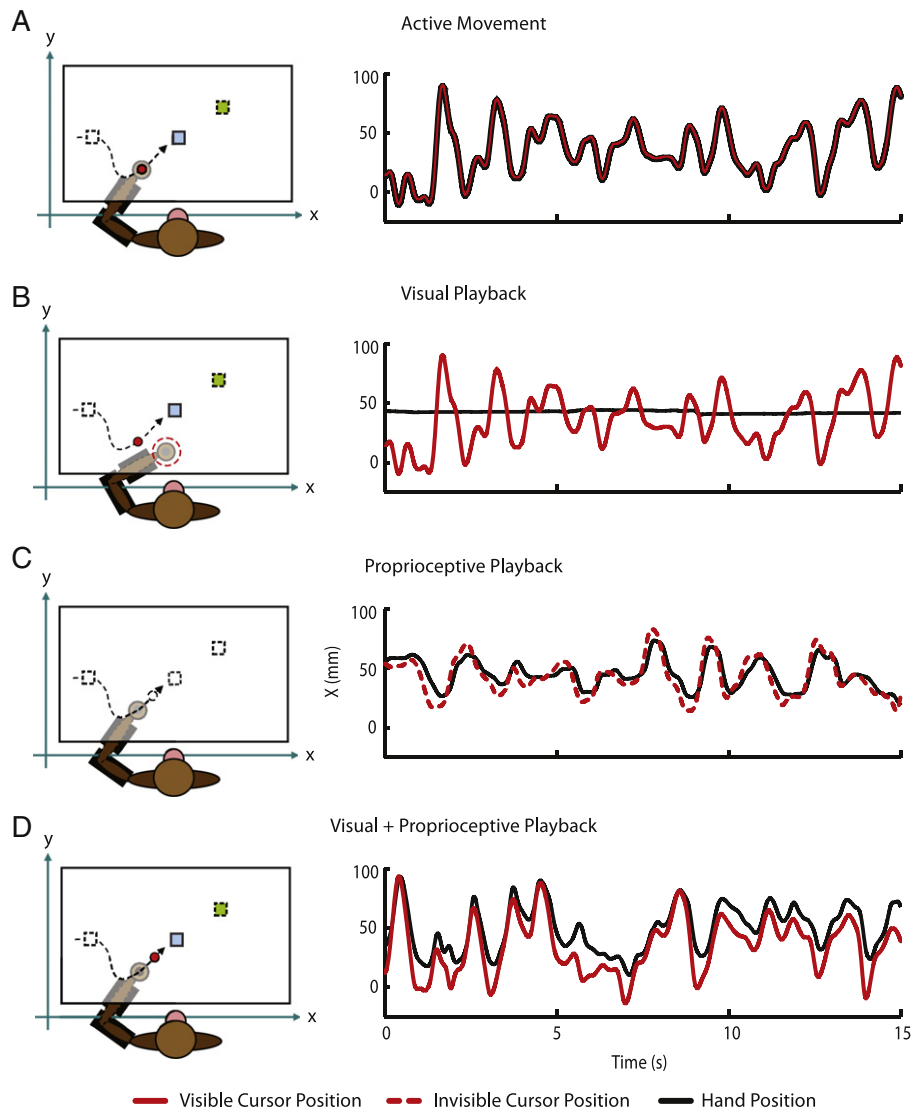 A
Active Movement
y
x
100
50
0
B
Visual Playback
y
x
100
50
0
C
Proprioceptive Playback
y
x
X (mm)
100
50
0
D
Visual + Proprioceptive Playback
y
x
100
50
0
0 5 10 15
Time (s)
Visible Cursor Position Invisible Cursor Position Hand Position